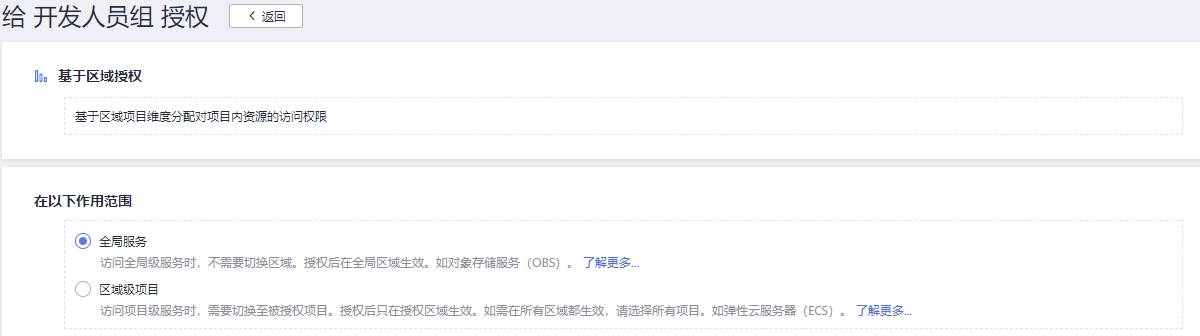 给 开发人员组 授权
< 返回
基于区域授权
基于区域项目维度分配对项目内资源的访问权限
在以下作用范围
全局服务
访问全局级服务时，不需要切换区域。授权后在全局区域生效。如对象存储服务（OBS）。 了解更多...
区域级项目
访问项目级服务时，需要切换至被授权项目。授权后只在授权区域生效。如需在所有区域都生效，请选择所有项目。如弹性云服务器（ECS）。 了解更多...